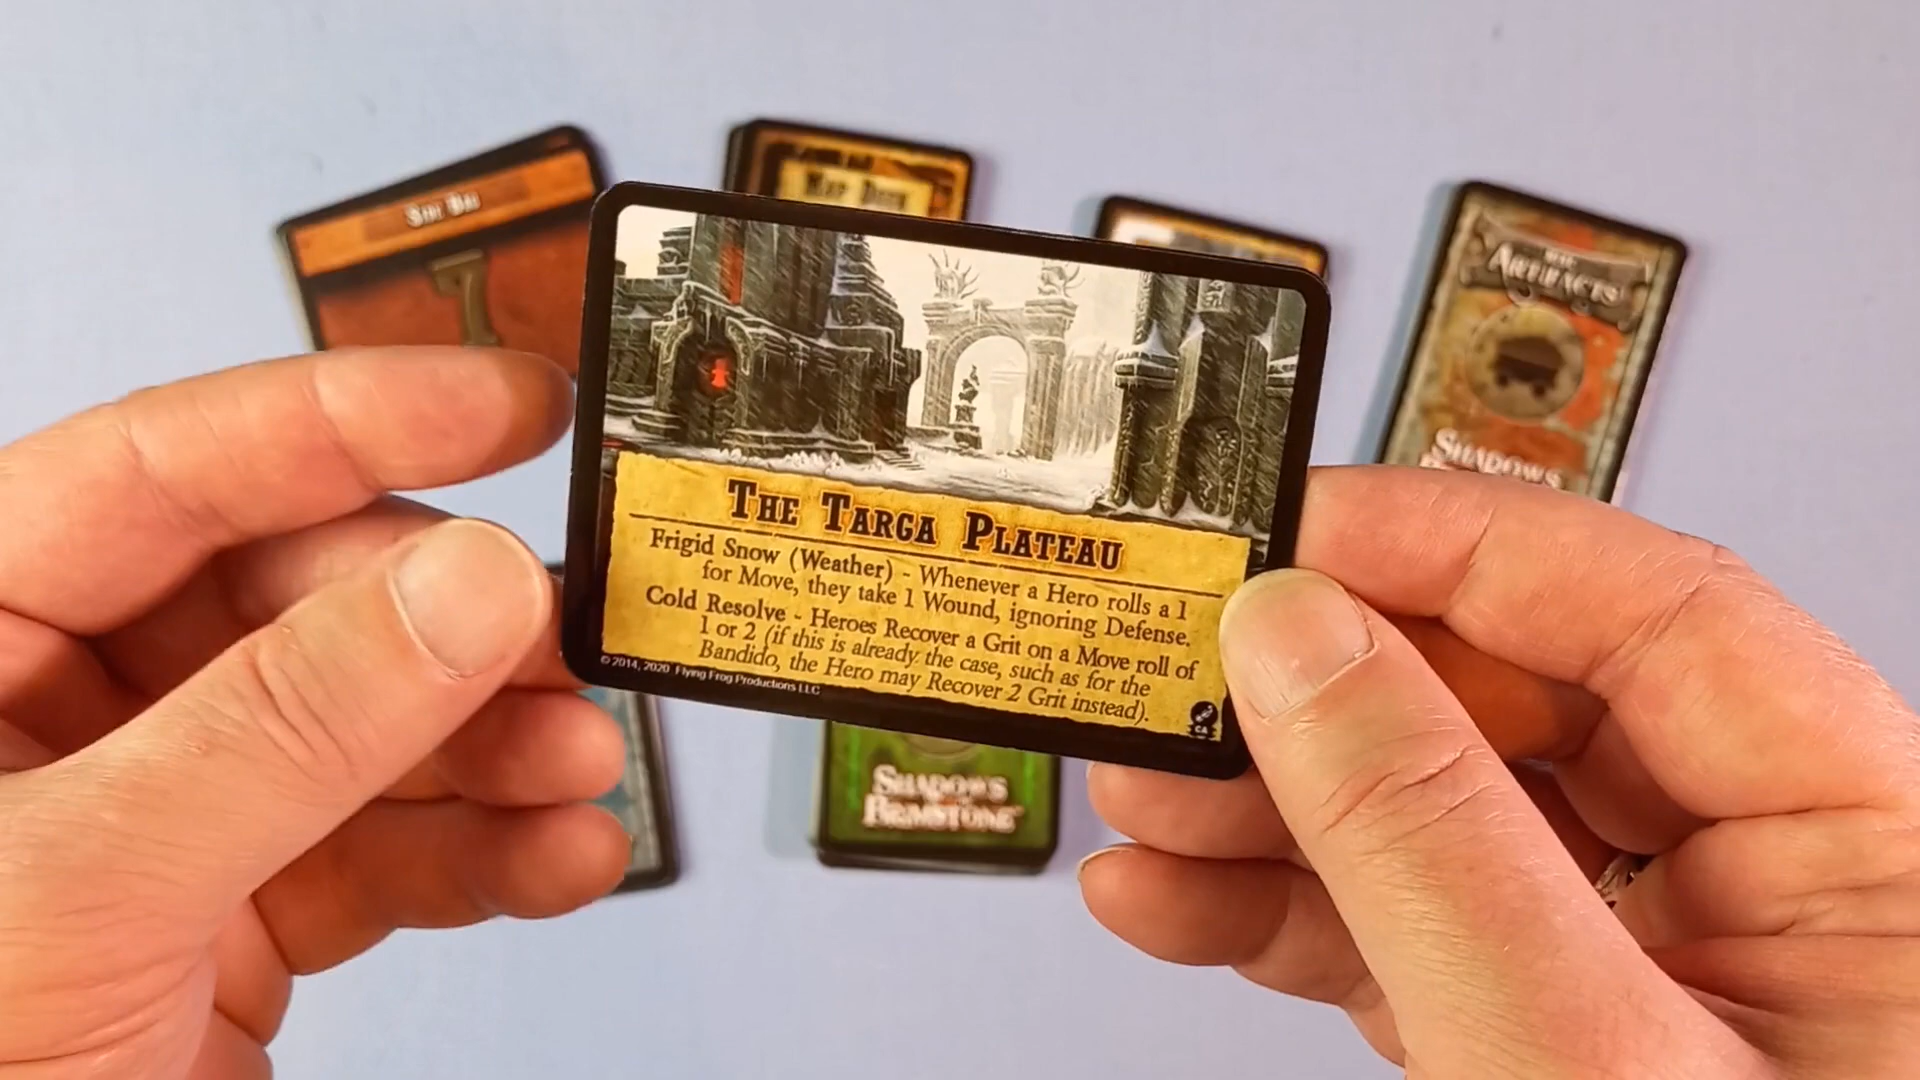 MAP DECK
ARTIFACTS
SHADOWS
THE TARGA PLATEAU
Frigid Snow (Weather) - Whenever a Hero rolls a 1
for Move, they take 1 Wound, ignoring Defense.
Cold Resolve - Heroes Recover a Grit on a Move roll of
1 or 2 (if this is already the case, such as for the
Bandido, the Hero may Recover 2 Grit instead).
© 2014, 2020 Flying Frog Productions LLC
CA
SHADOWS
BRIMSTONE